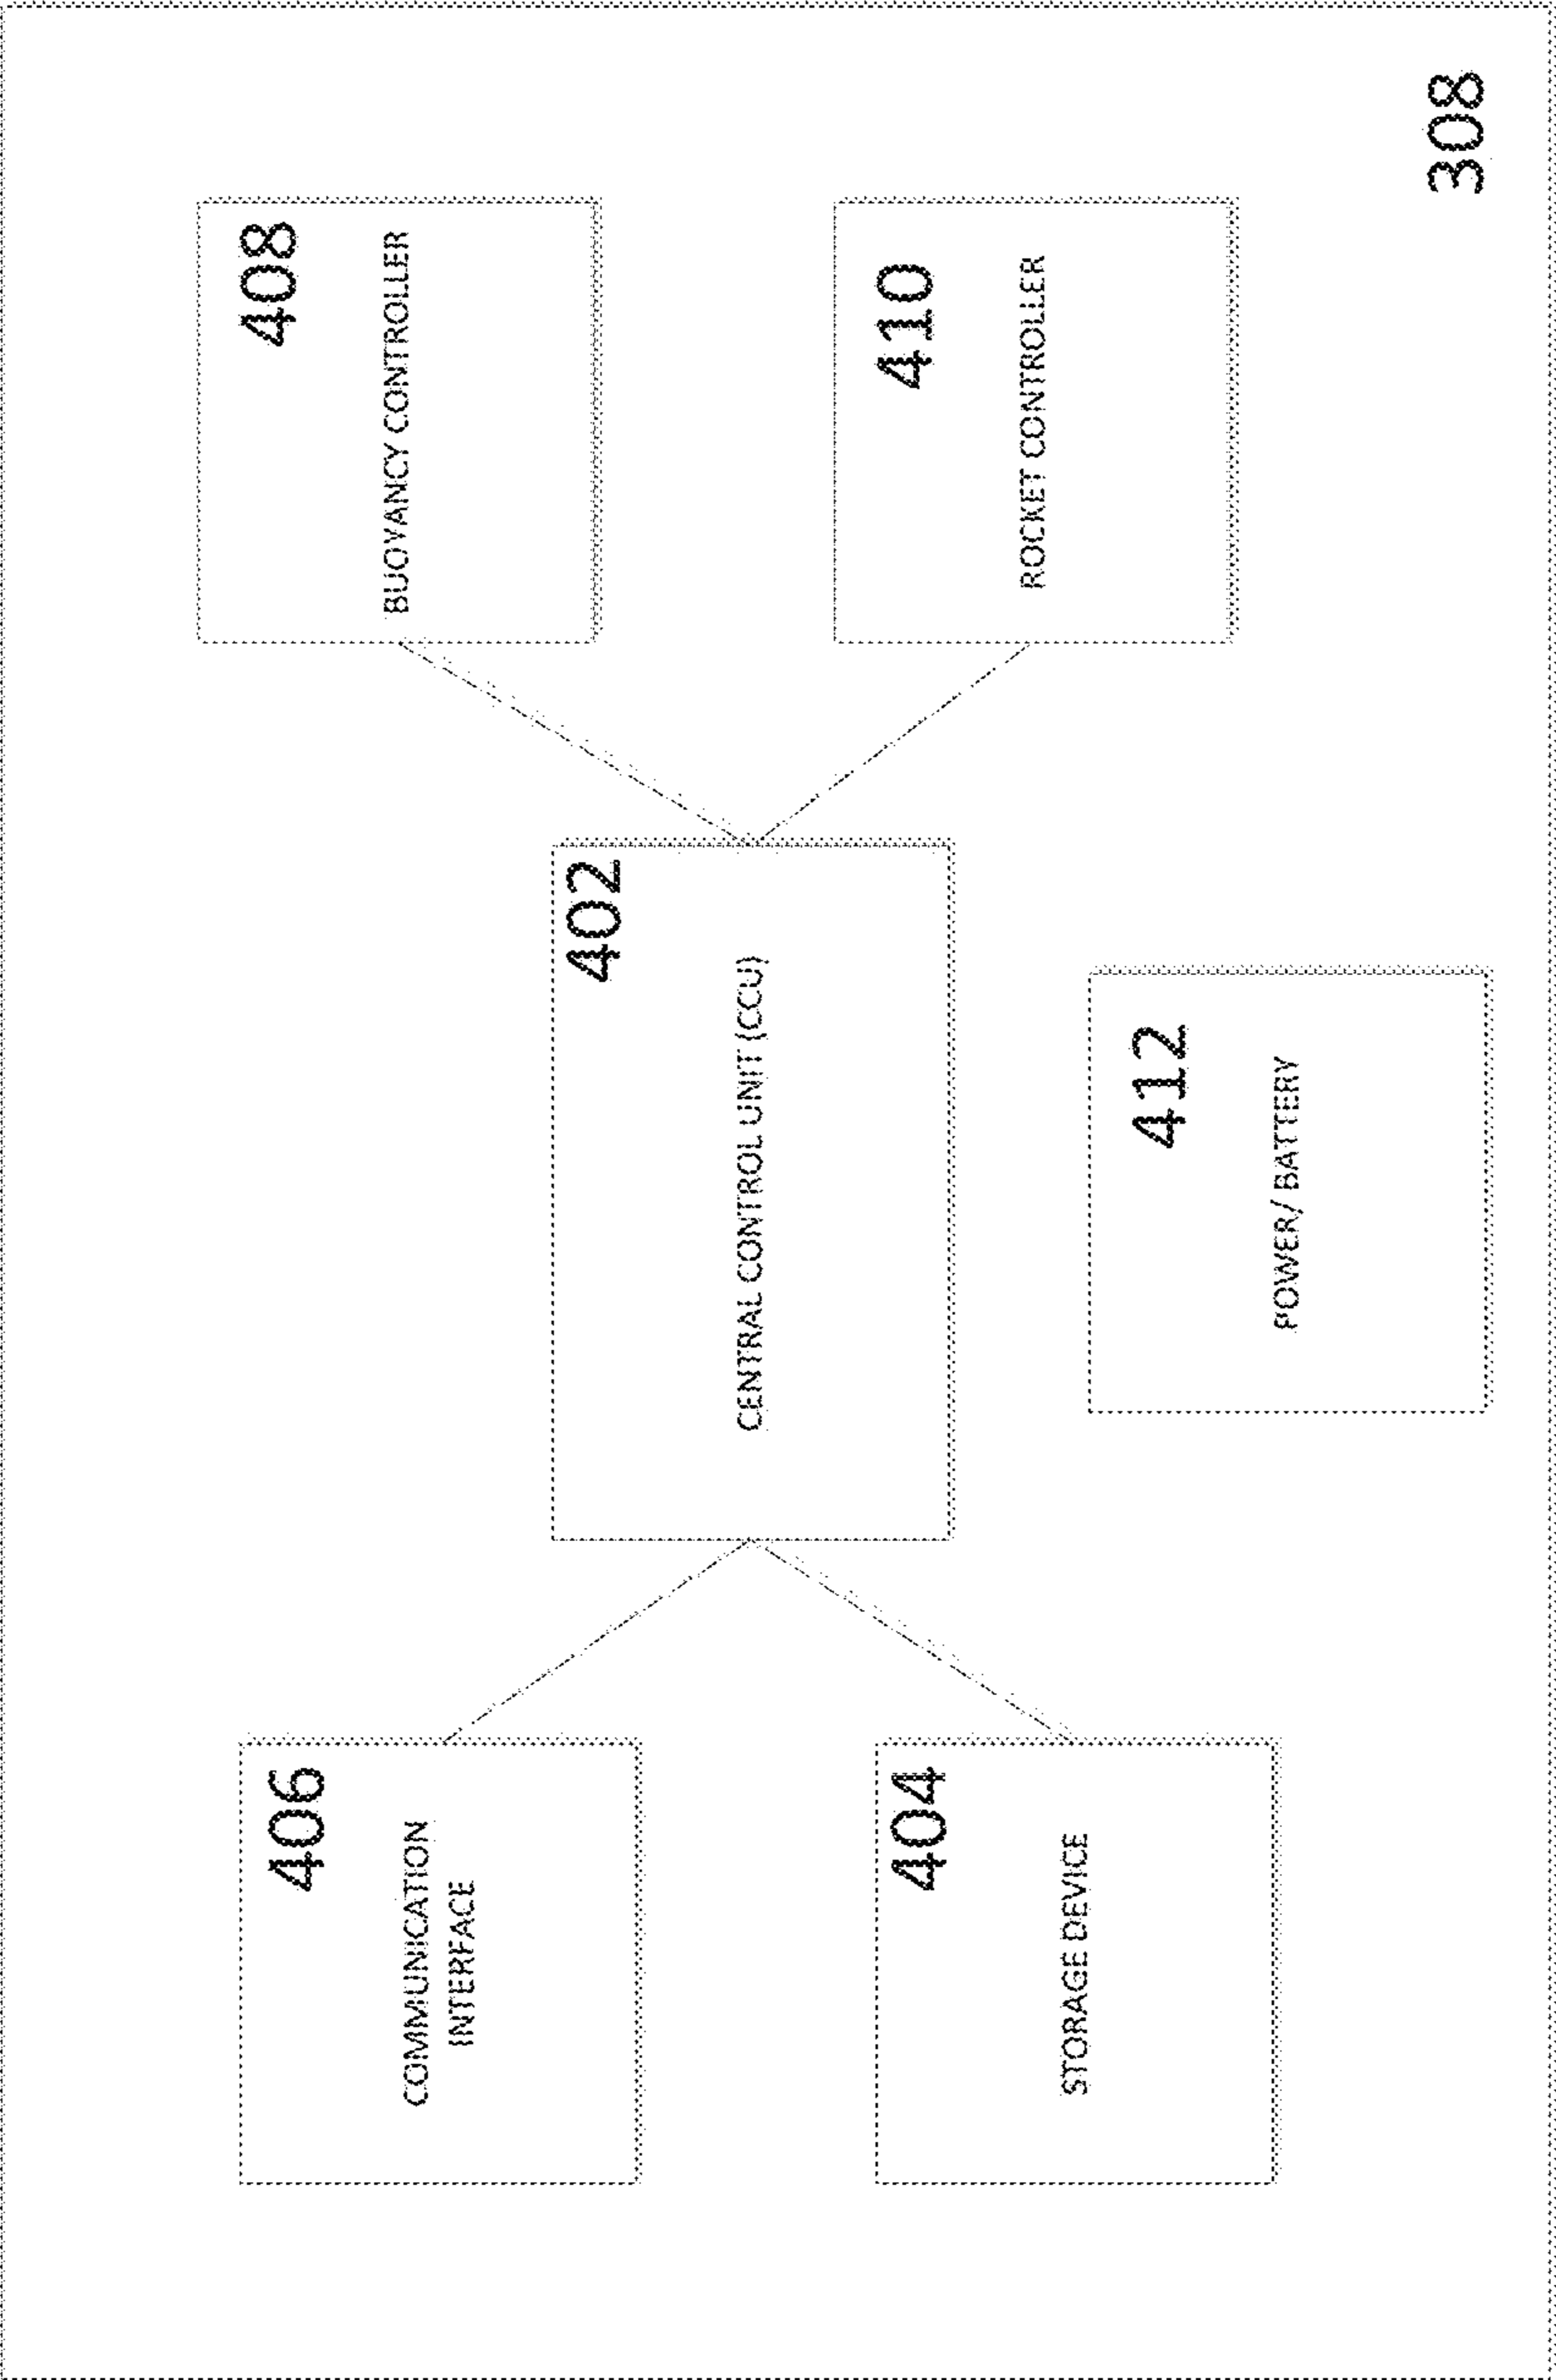 406
COMMUNICATION
INTERFACE
408
BUOYANCY CONTROLLER
402
CENTRAL CONTROL UNIT (CCU)
404
STORAGE DEVICE
410
ROCKET CONTROLLER
412
POWER/ BATTERY
308